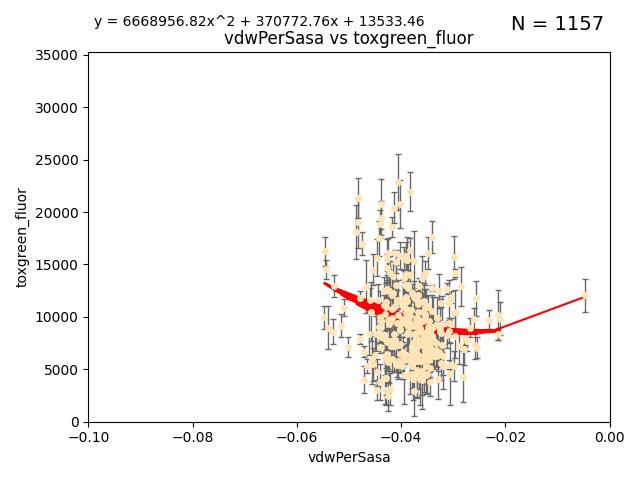 y = 6668956.82x^2 + 370772.76x + 13533.46
N = 1157
vdwPerSasa vs toxgreen_fluor
35000
30000
25000
20000
15000
10000
5000
0
toxgreen_fluor
−0.10
−0.08
−0.06
−0.04
−0.02
0.00
vdwPerSasa